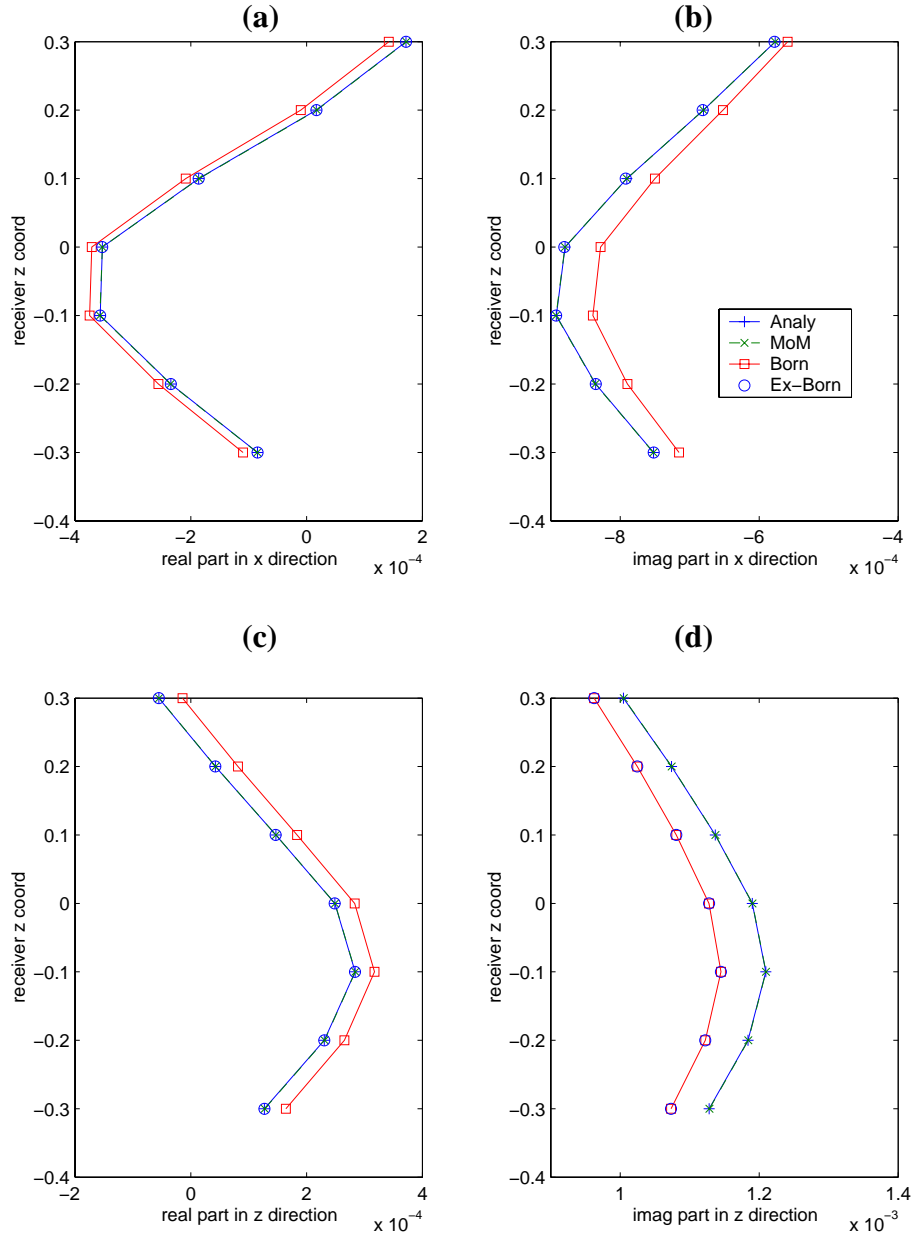 (a)
0.3
0.2
0.1
0
−0.1
−0.2
−0.3
−0.4
receiver z coord
−4
−2
0
2
real part in x direction
x 10−4
(b)
0.3
0.2
0.1
0
−0.1
−0.2
−0.3
−0.4
receiver z coord
Analy
MoM
Born
Ex−Born
−8
−6
−4
imag part in x direction
x 10−4
(c)
0.3
0.2
0.1
0
−0.1
−0.2
−0.3
−0.4
receiver z coord
−2
0
2
4
real part in z direction
x 10−4
(d)
0.3
0.2
0.1
0
−0.1
−0.2
−0.3
−0.4
receiver z coord
1
1.2
1.4
imag part in z direction
x 10−3